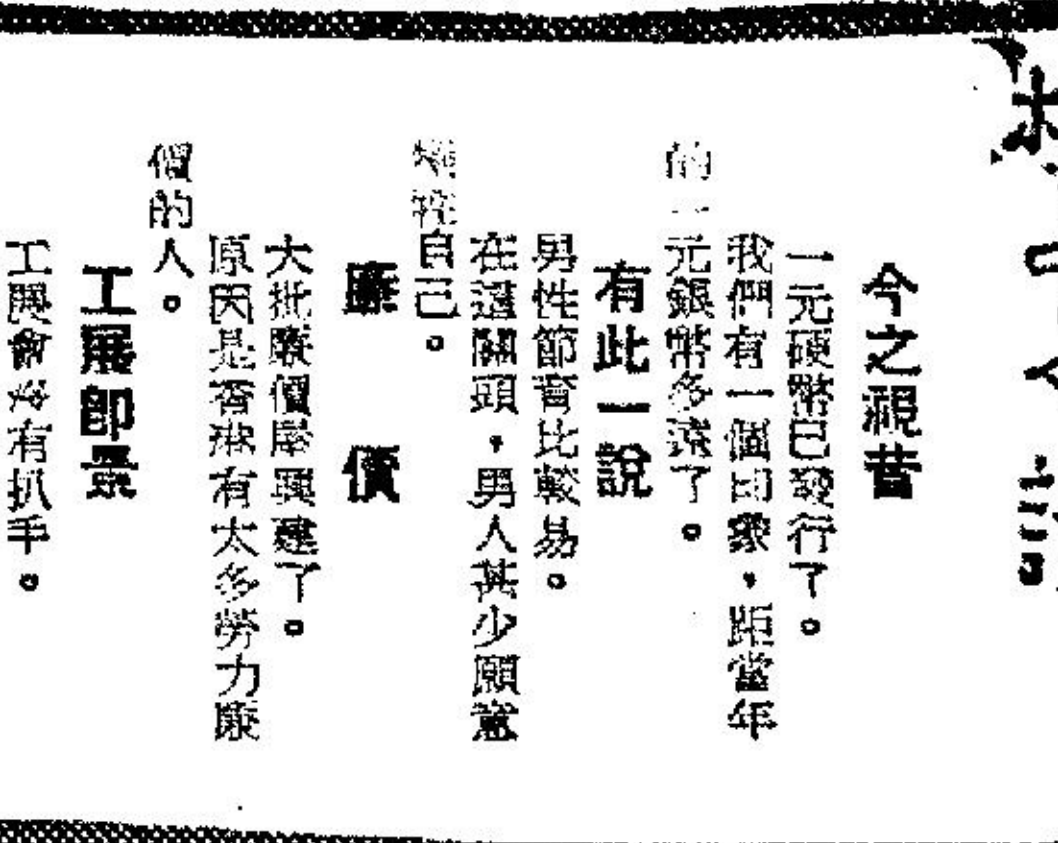 今之視昔
一元硬幣已發行了。
我們有一個印象,距當年
的一元銀幣多遠了。
有此一說
男性節育比較易。
在這關頭,男人甚少願意
犧牲自己。
廉價
大批廉價屋興建了。
原因是香港有太多勞力廉
價的人。
工展即景
工展會沒有扒手。